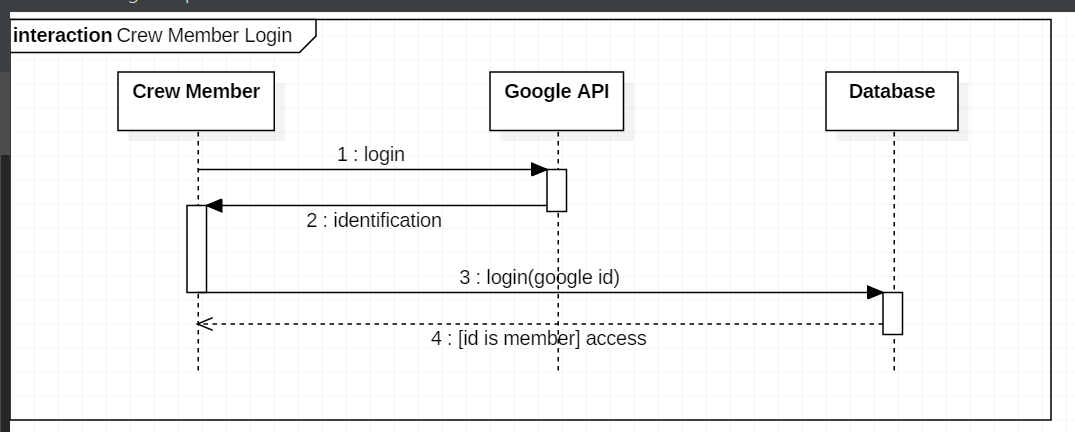 interaction Crew Member Login
Crew Member
Google API
Database
1 : login
2 : identification
3 : login(google id)
4 : [id is member] access